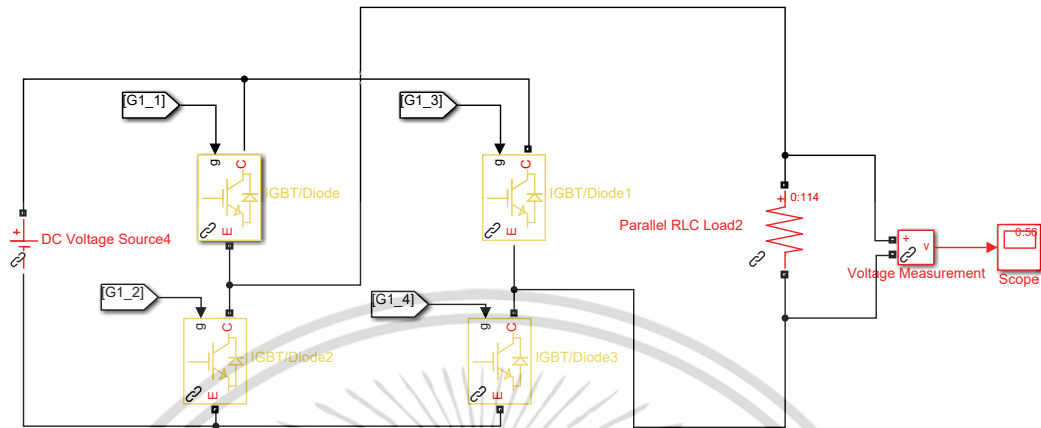 [G1_1]
[G1_3]
g
C
IGBT/Diode
E
g
C
IGBT/Diode1
E
+
DC Voltage Source4
+
0:114
Parallel RLC Load2
+
v
Voltage Measurement
0:56
Scope
[G1_2]
[G1_4]
g
C
IGBT/Diode2
E
g
C
IGBT/Diode3
E